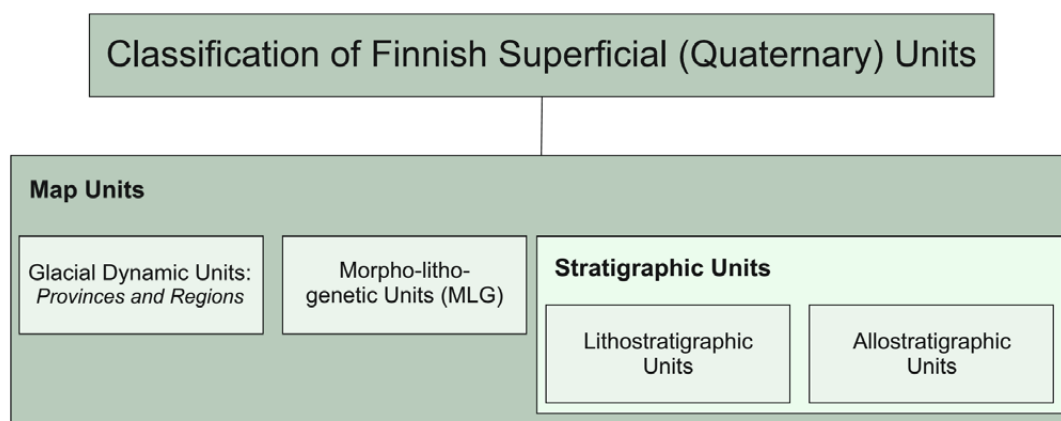 Classification of Finnish Superficial (Quaternary) Units
Map Units
Glacial Dynamic Units:
Provinces and Regions
Morpho-litho-
genetic Units (MLG)
Stratigraphic Units
Lithostratigraphic
Units
Allostratigraphic
Units